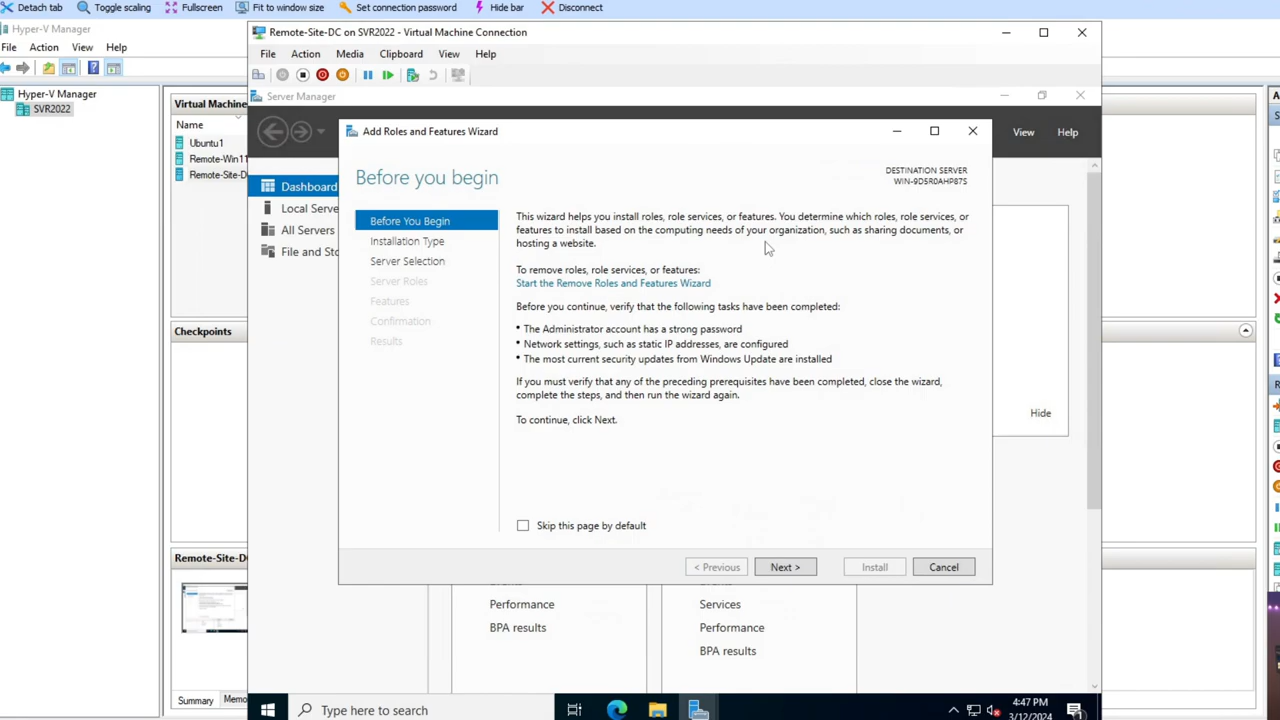 Detach tab Toggle scaling Fullscreen Fit to window size Set connection password Hide bar Disconnect
Hyper-V Manager
File Action View Help
Hyper-V Manager
SVR2022
Virtual Machine
Name
Ubuntu1
Remote-Win11
Remote-Site-D
Checkpoints
Remote-Site-D
Summary Memo
Remote-Site-DC on SVR2022 - Virtual Machine Connection
File Action Media Clipboard View Help
Server Manager
View Help
Dashboard
Local Serve
All Servers
File and Sto
Hide
Add Roles and Features Wizard
Before you begin
DESTINATION SERVER
WIN-9D5R0AHP87S
Before You Begin
Installation Type
Server Selection
Server Roles
Features
Confirmation
Results
This wizard helps you install roles, role services, or features. You determine which roles, role services, or
features to install based on the computing needs of your organization, such as sharing documents, or
hosting a website.
To remove roles, role services, or features:
Start the Remove Roles and Features Wizard
Before you continue, verify that the following tasks have been completed:
• The Administrator account has a strong password
• Network settings, such as static IP addresses, are configured
• The most current security updates from Windows Update are installed
If you must verify that any of the preceding prerequisites have been completed, close the wizard,
complete the steps, and then run the wizard again.
To continue, click Next.
Skip this page by default
< Previous Next > Install Cancel
Performance
BPA results
Services
Performance
BPA results
Type here to search
4:47 PM
3/12/2024